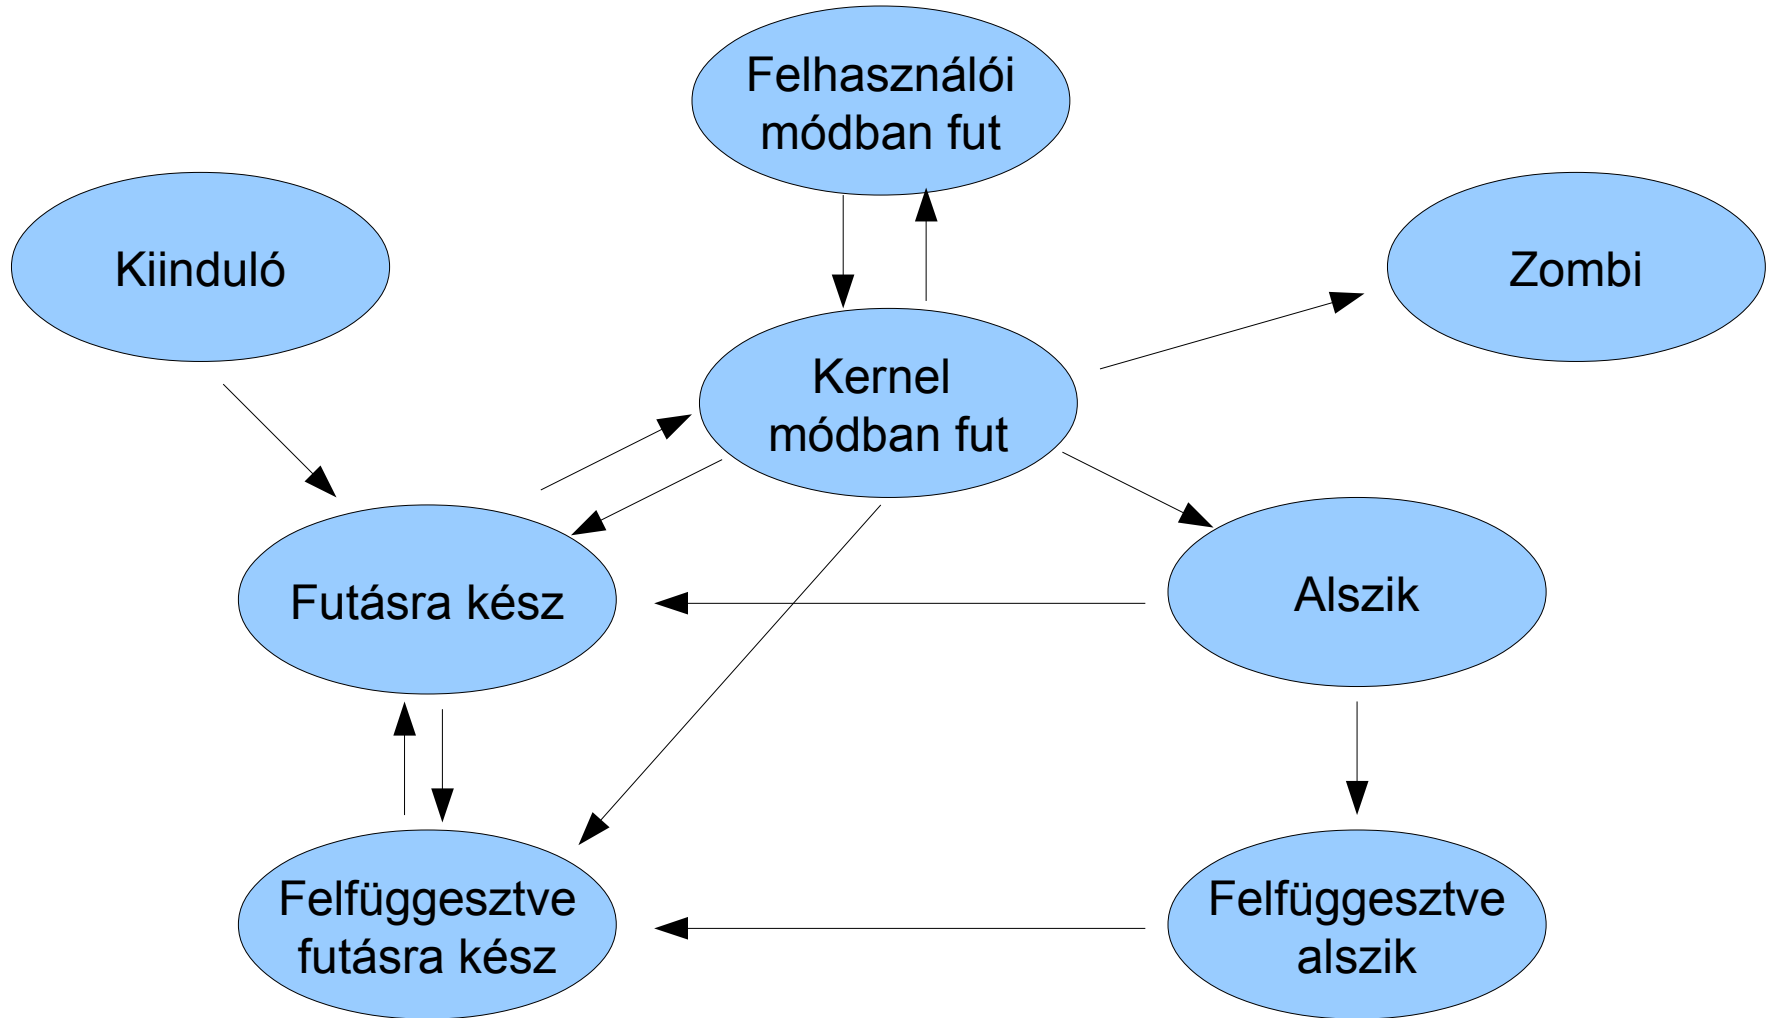 Felhasználói
módban fut
Kiinduló
Zombi
Kernel
módban fut
Futásra kész
Alszik
Felfüggesztve
futásra kész
Felfüggesztve
alszik